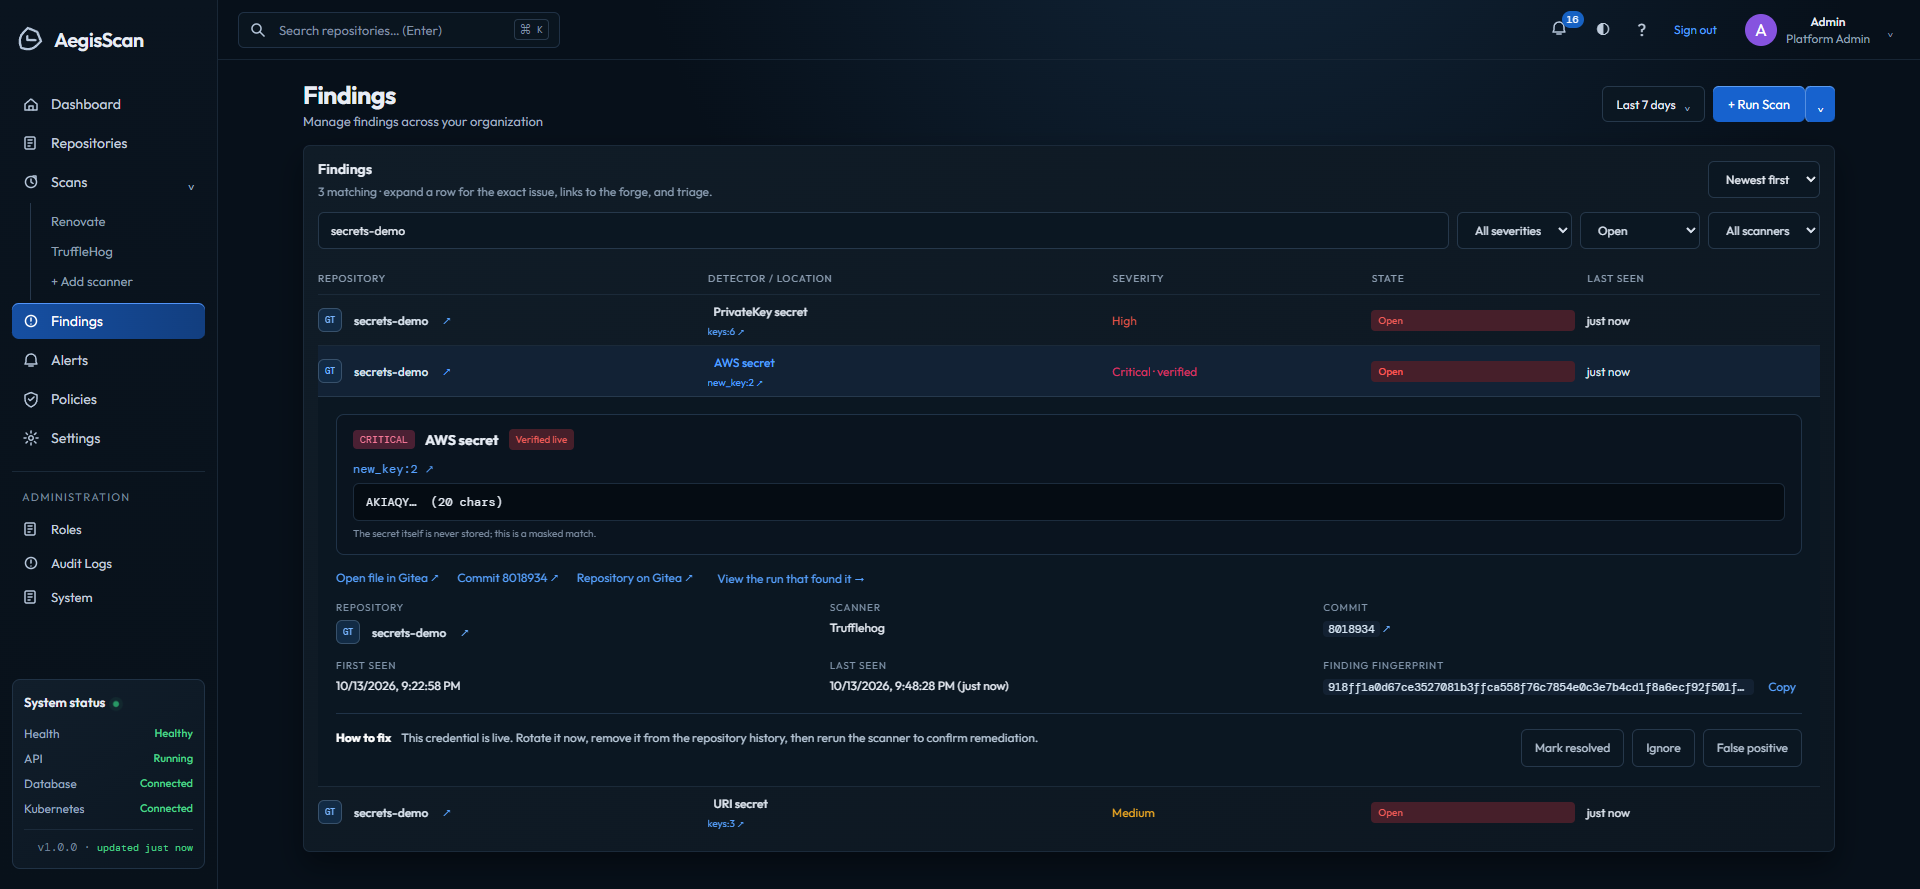 AegisScan
Search repositories... (Enter)
⌘ K
16
?
Sign out
A
Admin
Platform Admin
Dashboard
Repositories
Scans
Renovate
TruffleHog
+ Add scanner
Findings
Alerts
Policies
Settings
ADMINISTRATION
Roles
Audit Logs
System
System status
Health Healthy
API Running
Database Connected
Kubernetes Connected
v1.0.0 · updated just now
Findings
Manage findings across your organization
Last 7 days
+ Run Scan
Findings
3 matching · expand a row for the exact issue, links to the forge, and triage.
Newest first
secrets-demo
All severities
Open
All scanners
REPOSITORY DETECTOR / LOCATION SEVERITY STATE LAST SEEN
GT secrets-demo ↗ PrivateKey secret High Open just now
keys:6 ↗
GT secrets-demo ↗ AWS secret Critical · verified Open just now
new_key:2 ↗
CRITICAL AWS secret Verified live
new_key:2 ↗
AKIAQY… (20 chars)
The secret itself is never stored; this is a masked match.
Open file in Gitea ↗ Commit 8018934 ↗ Repository on Gitea ↗ View the run that found it →
REPOSITORY SCANNER COMMIT
GT secrets-demo ↗ Trufflehog 8018934 ↗
FIRST SEEN LAST SEEN FINDING FINGERPRINT
10/13/2026, 9:22:58 PM 10/13/2026, 9:48:28 PM (just now) 918ff1a0d67ce3527081b3ffca558f76c7854e0c3e7b4cd1f8a6ecf92f501f… Copy
How to fix This credential is live. Rotate it now, remove it from the repository history, then rerun the scanner to confirm remediation.
Mark resolved Ignore False positive
GT secrets-demo ↗ URI secret Medium Open just now
keys:3 ↗